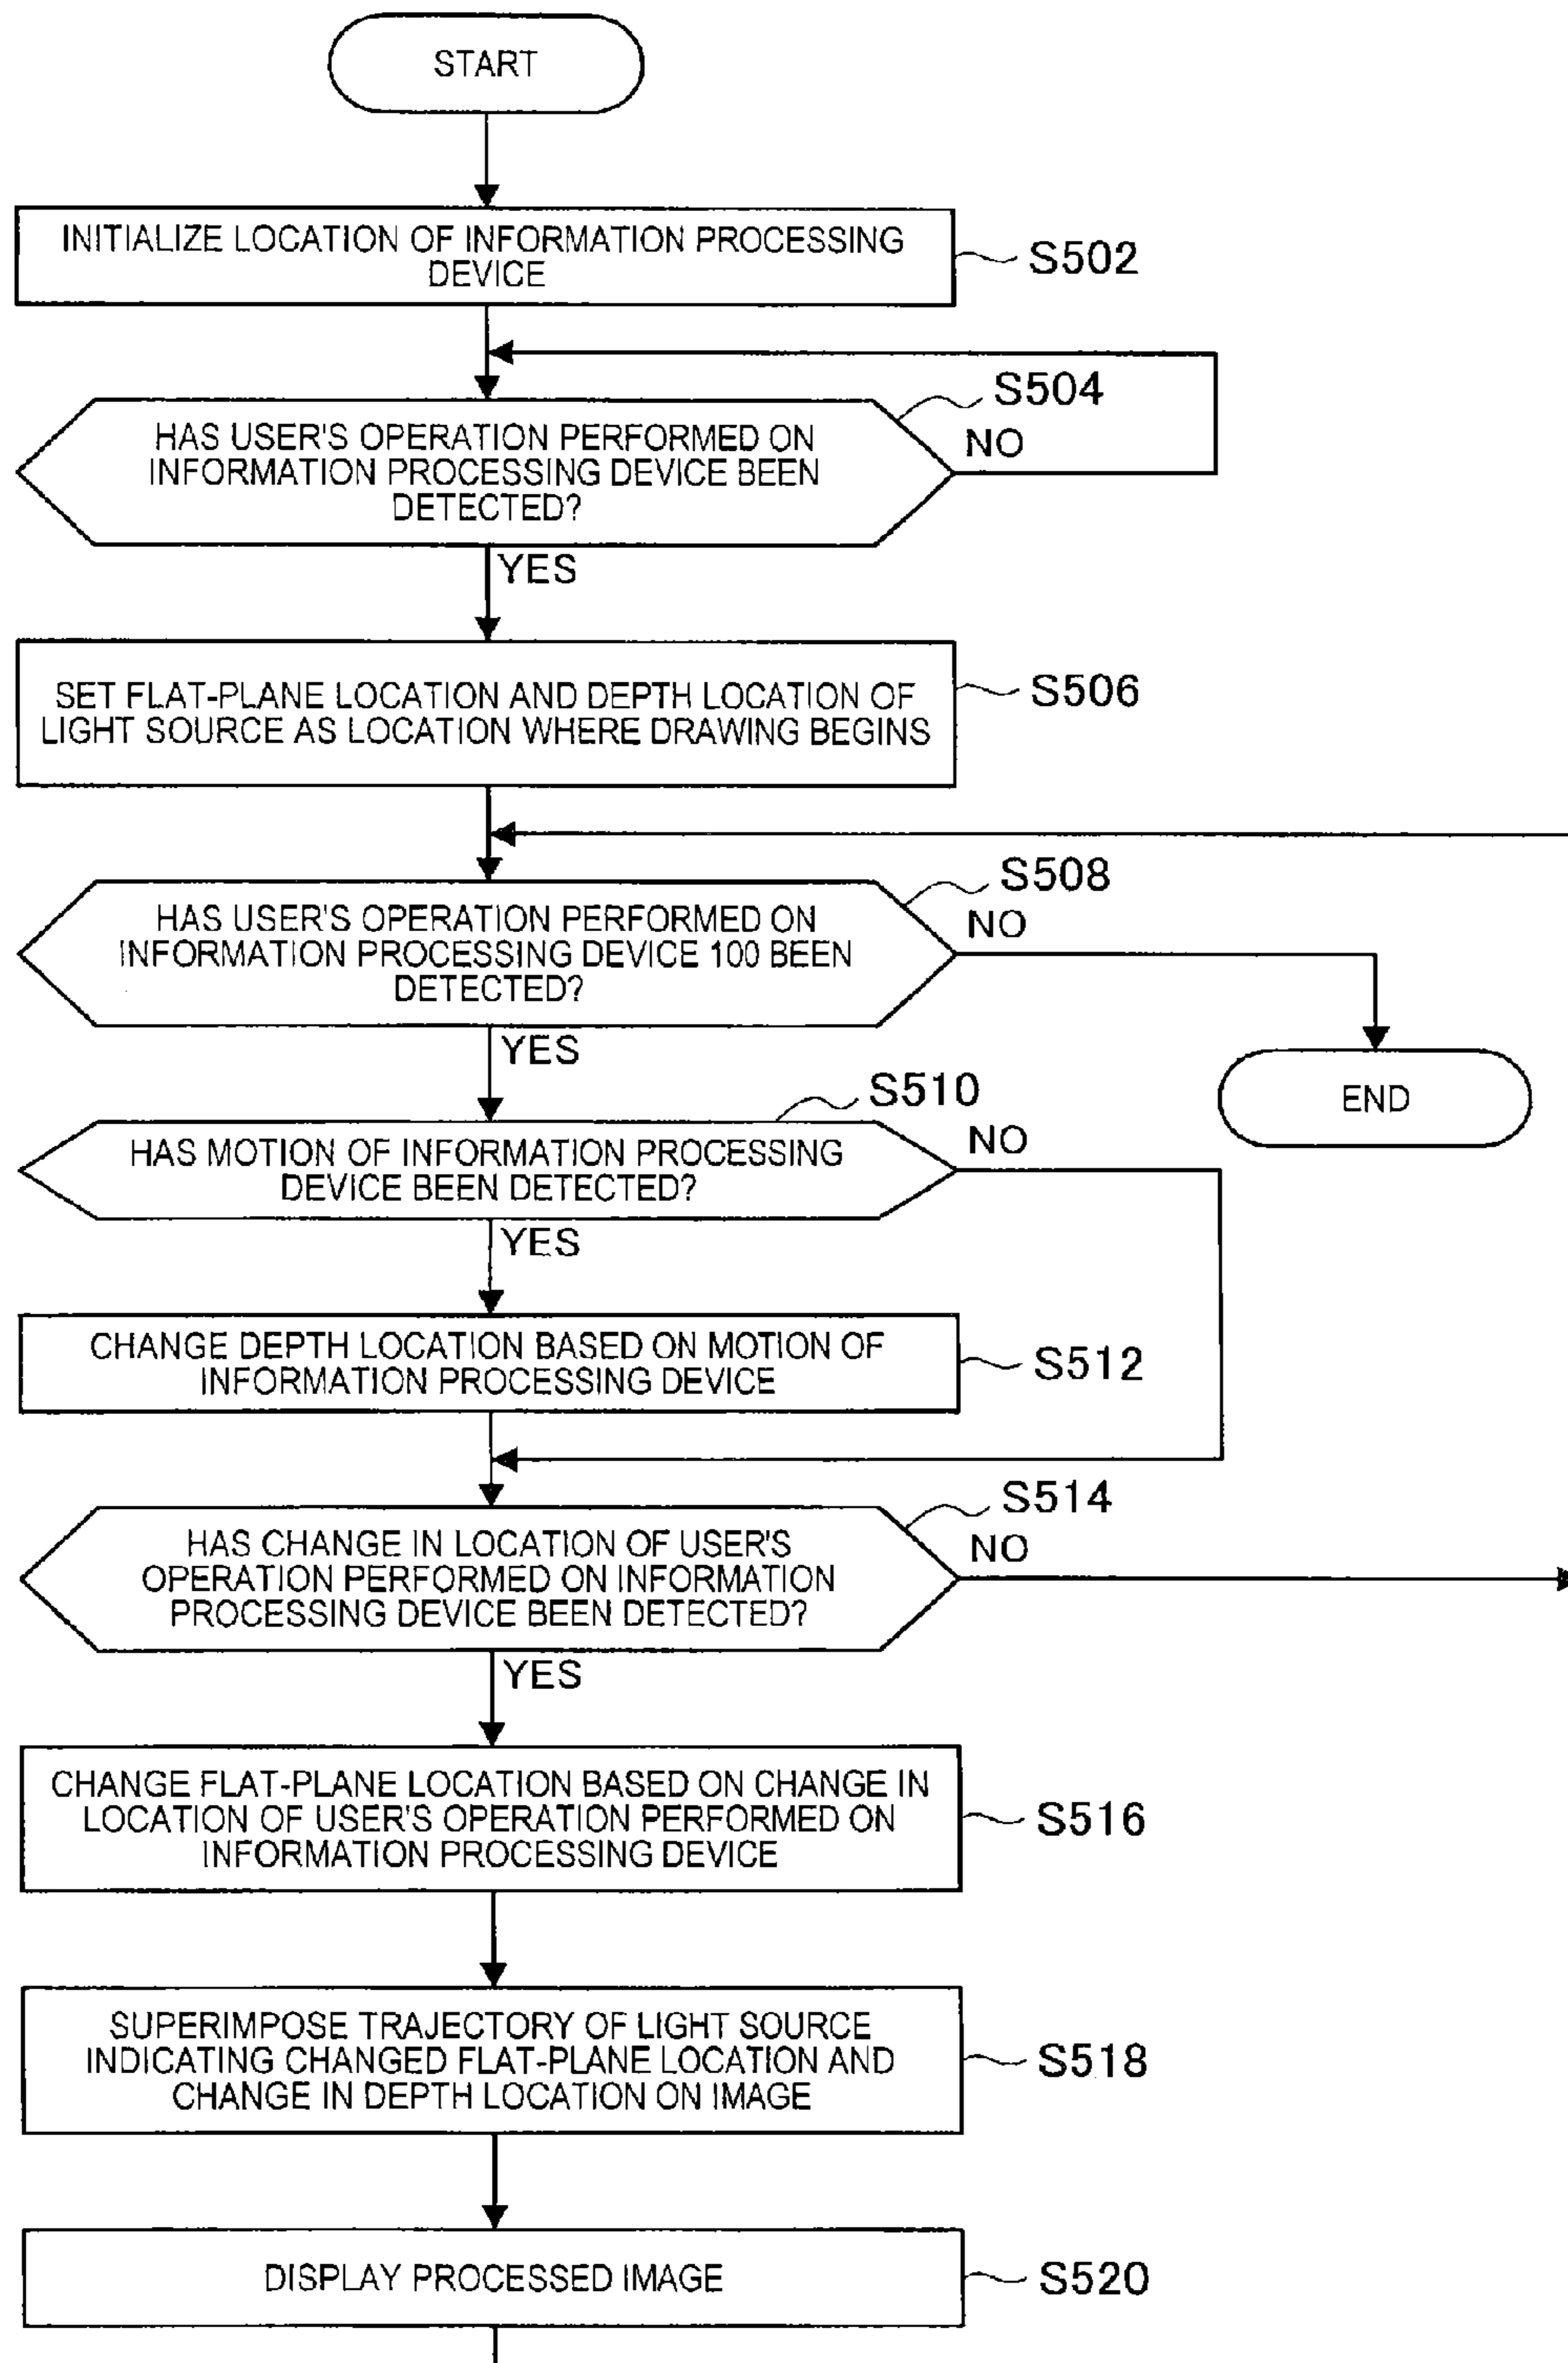 START
INITIALIZE LOCATION OF INFORMATION PROCESSING
DEVICE
S502
S504
HAS USER'S OPERATION PERFORMED ON
INFORMATION PROCESSING DEVICE BEEN
DETECTED?
NO
YES
SET FLAT-PLANE LOCATION AND DEPTH LOCATION OF
LIGHT SOURCE AS LOCATION WHERE DRAWING BEGINS
S506
S508
HAS USER'S OPERATION PERFORMED ON
INFORMATION PROCESSING DEVICE 100 BEEN
DETECTED?
NO
YES
END
S510
HAS MOTION OF INFORMATION PROCESSING
DEVICE BEEN DETECTED?
NO
YES
CHANGE DEPTH LOCATION BASED ON MOTION OF
INFORMATION PROCESSING DEVICE
S512
S514
HAS CHANGE IN LOCATION OF USER'S
OPERATION PERFORMED ON INFORMATION
PROCESSING DEVICE BEEN DETECTED?
NO
YES
CHANGE FLAT-PLANE LOCATION BASED ON CHANGE IN
LOCATION OF USER'S OPERATION PERFORMED ON
INFORMATION PROCESSING DEVICE
S516
SUPERIMPOSE TRAJECTORY OF LIGHT SOURCE
INDICATING CHANGED FLAT-PLANE LOCATION AND
CHANGE IN DEPTH LOCATION ON IMAGE
S518
DISPLAY PROCESSED IMAGE
S520